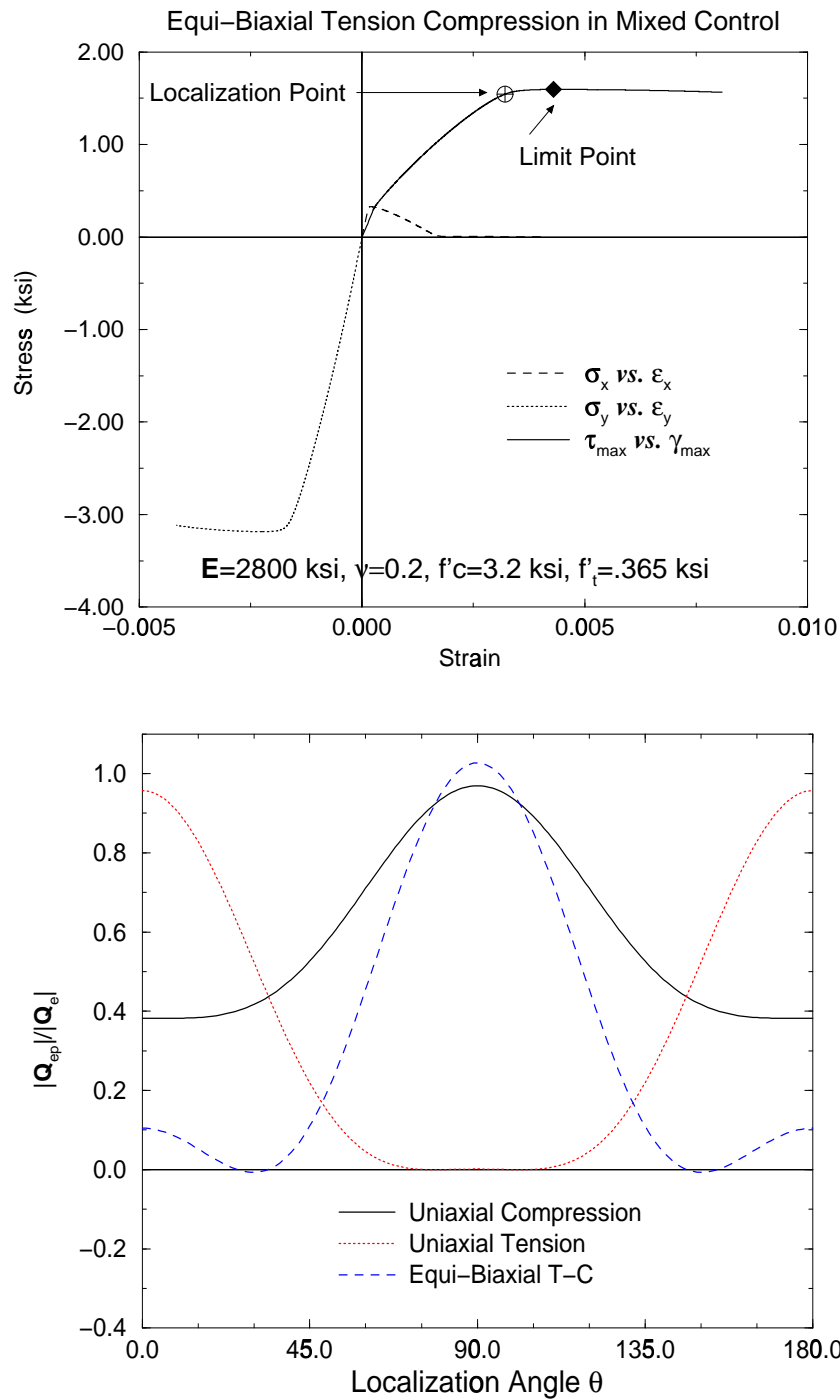 Equi−Biaxial Tension Compression in Mixed Control
2.00
Localization Point
1.00
Limit Point
0.00
Stress (ksi)
−1.00
σx vs. εx
−2.00
σy vs. εy
τmax vs. γmax
−3.00
E=2800 ksi, ν=0.2, f'c=3.2 ksi, f't=.365 ksi
−4.00
−0.005 0.000 0.005 0.010
Strain
1.0
0.8
0.6
|Qep|/|Qe|
0.4
0.2
0.0
Uniaxial Compression
−0.2
Uniaxial Tension
Equi−Biaxial T−C
−0.4
0.0 45.0 90.0 135.0 180.0
Localization Angle θ